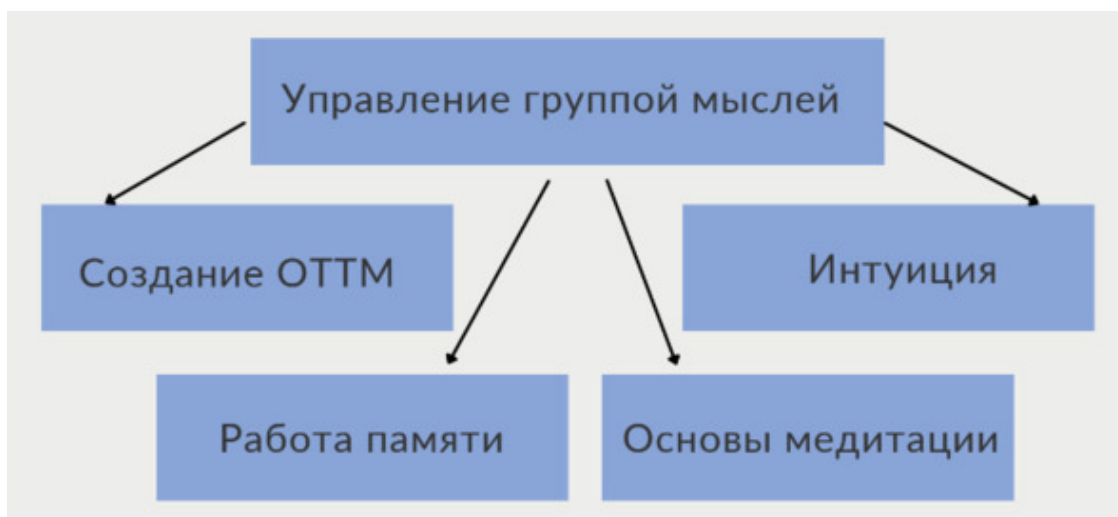 Управление группой мыслей
Создание ОТТМ
Интуиция
Работа памяти
Основы медитации